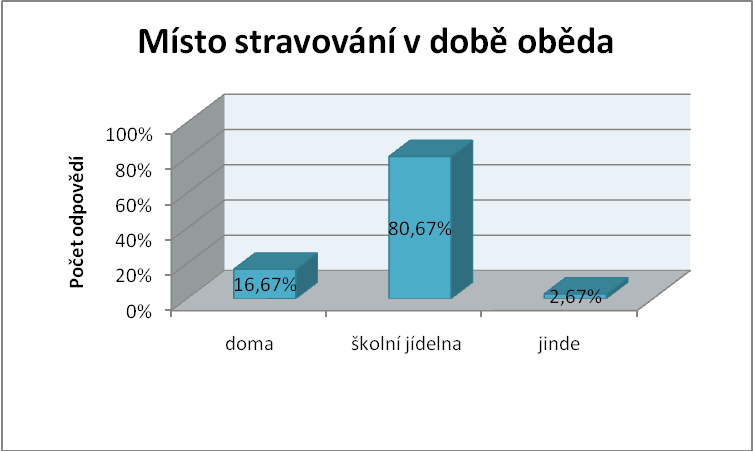 Místo stravování v době oběda
Počet odpovědí
100%
80%
60%
40%
20%
0%
16,67%
80,67%
2,67%
doma
školní jídelna
jinde